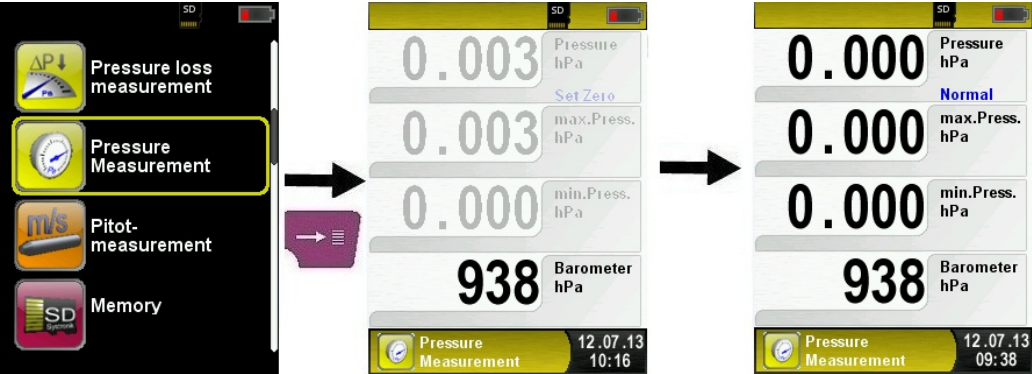 SD
ΔP↓
Pa
Pressure loss
measurement
Pressure
Measurement
m/s
Pitot-
measurement
SD
Memory
SD
0.003
Pressure
hPa
Set Zero
0.003
max.Press.
hPa
0.000
min.Press.
hPa
938
Barometer
hPa
Pressure
Measurement
12.07.13
10:16
SD
0.000
Pressure
hPa
Normal
0.000
max.Press.
hPa
0.000
min.Press.
hPa
938
Barometer
hPa
Pressure
Measurement
12.07.13
09:38